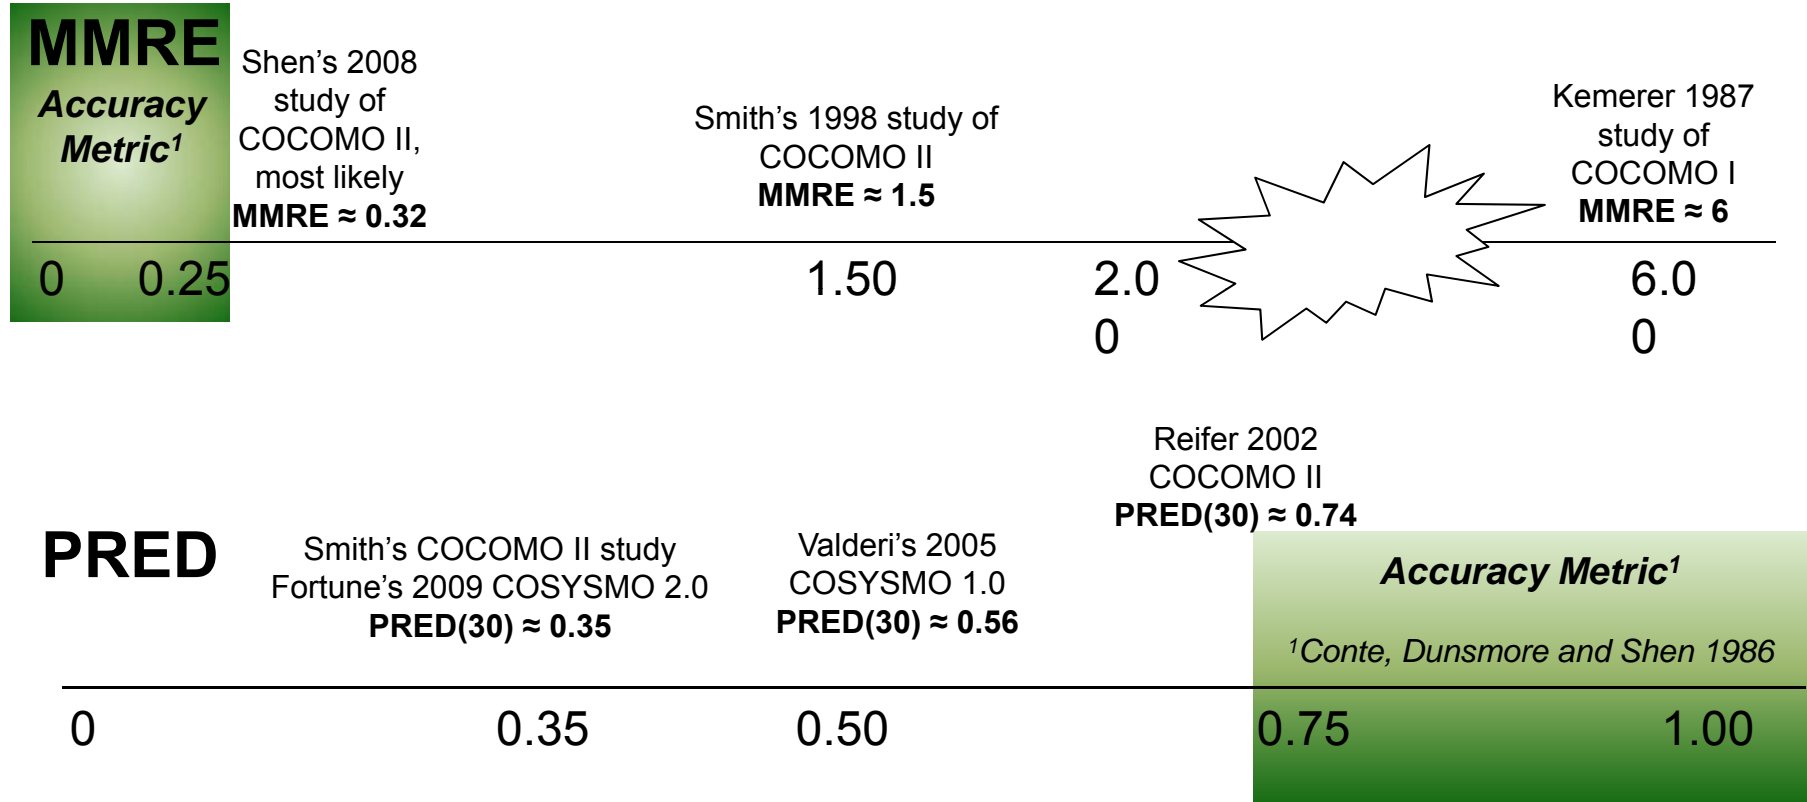 MMRE
Accuracy
Metric¹
Shen’s 2008
study of
COCOMO II,
most likely
MMRE ≈ 0.32
Smith’s 1998 study of
COCOMO II
MMRE ≈ 1.5
Kemerer 1987
study of
COCOMO I
MMRE ≈ 6
0
0.25
1.50
2.0
0
6.0
0
PRED
Smith’s COCOMO II study
Fortune’s 2009 COSYSMO 2.0
PRED(30) ≈ 0.35
Valderi’s 2005
COSYSMO 1.0
PRED(30) ≈ 0.56
Reifer 2002
COCOMO II
PRED(30) ≈ 0.74
Accuracy Metric¹
¹Conte, Dunsmore and Shen 1986
0
0.35
0.50
0.75
1.00